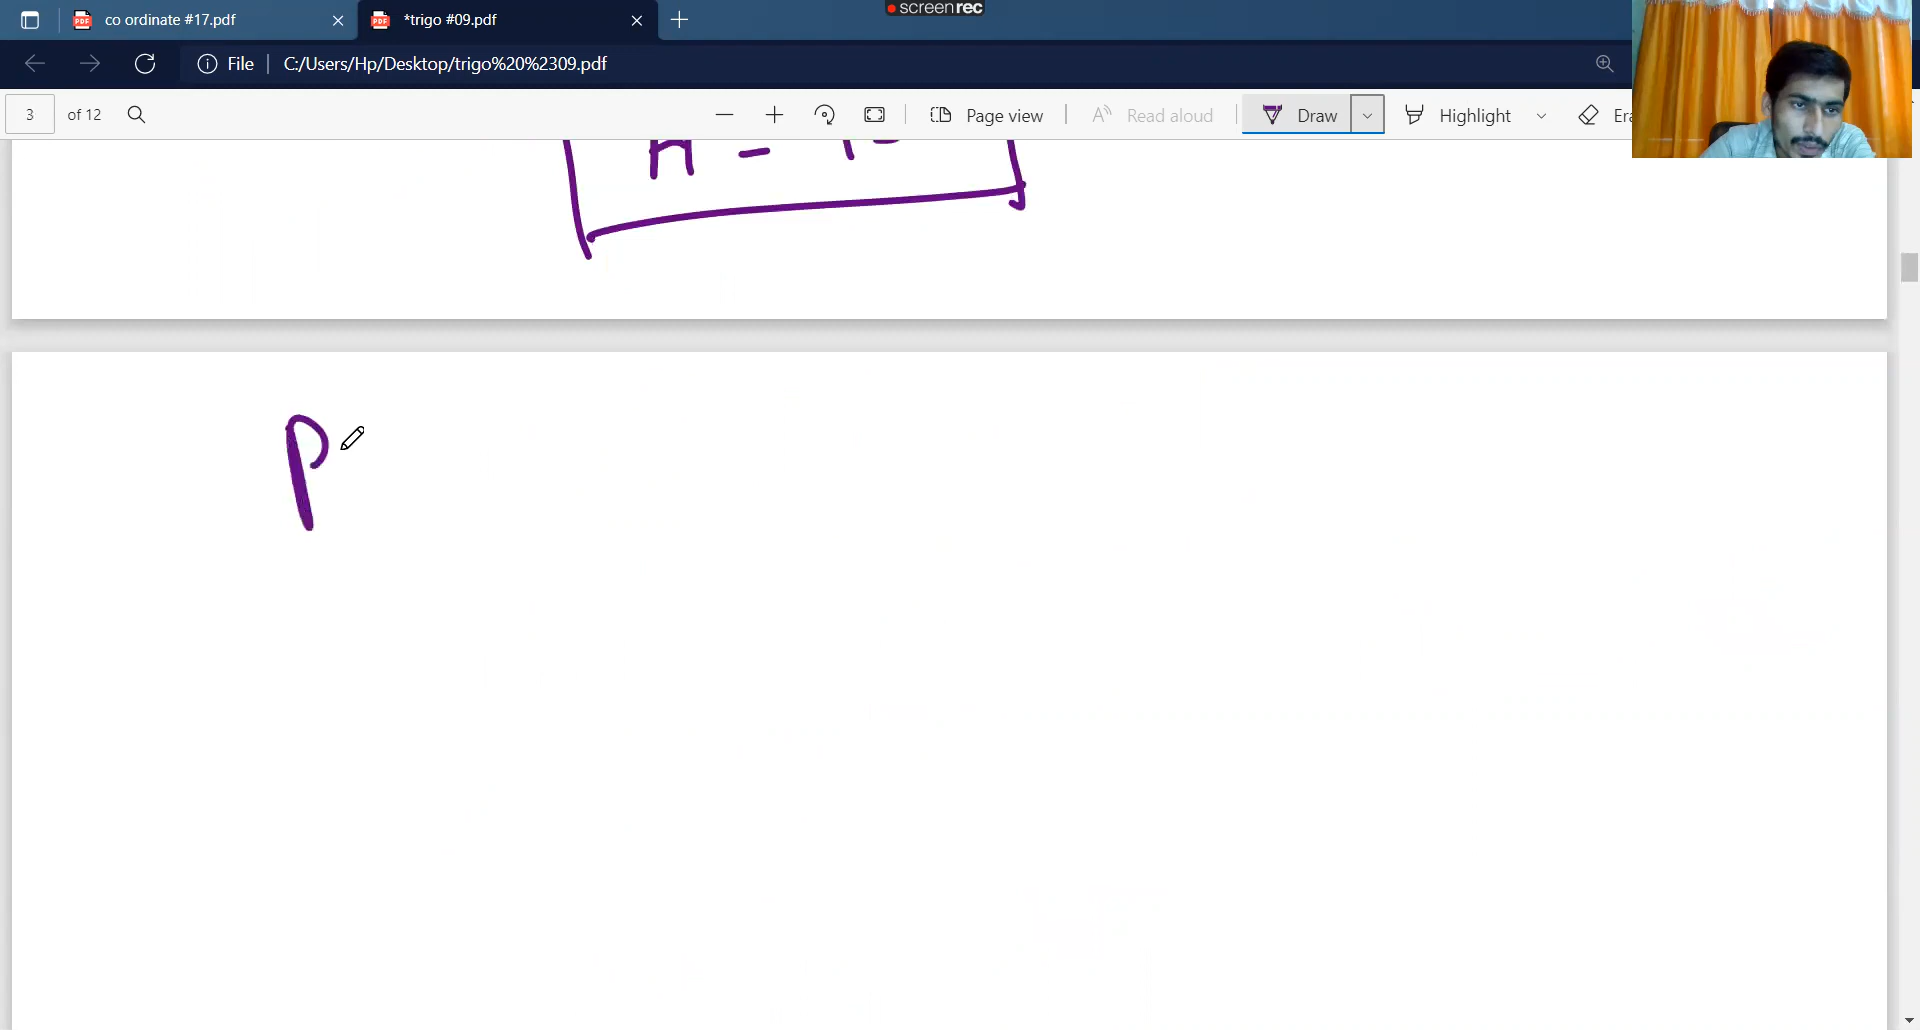 co ordinate #17.pdf
*trigo #09.pdf
screenrec
File
C:/Users/Hp/Desktop/trigo%20%2309.pdf
3 of 12
Page view
Read aloud
Draw
Highlight
Era
A =
P